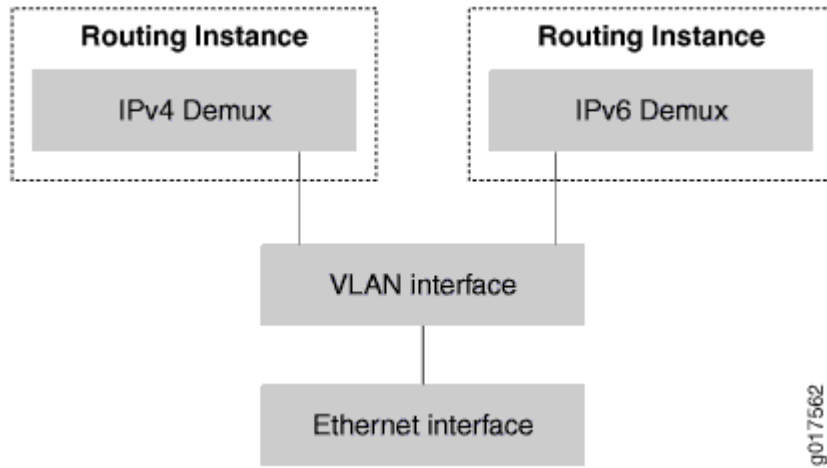 Routing Instance
IPv4 Demux
Routing Instance
IPv6 Demux
VLAN interface
Ethernet interface
g017562